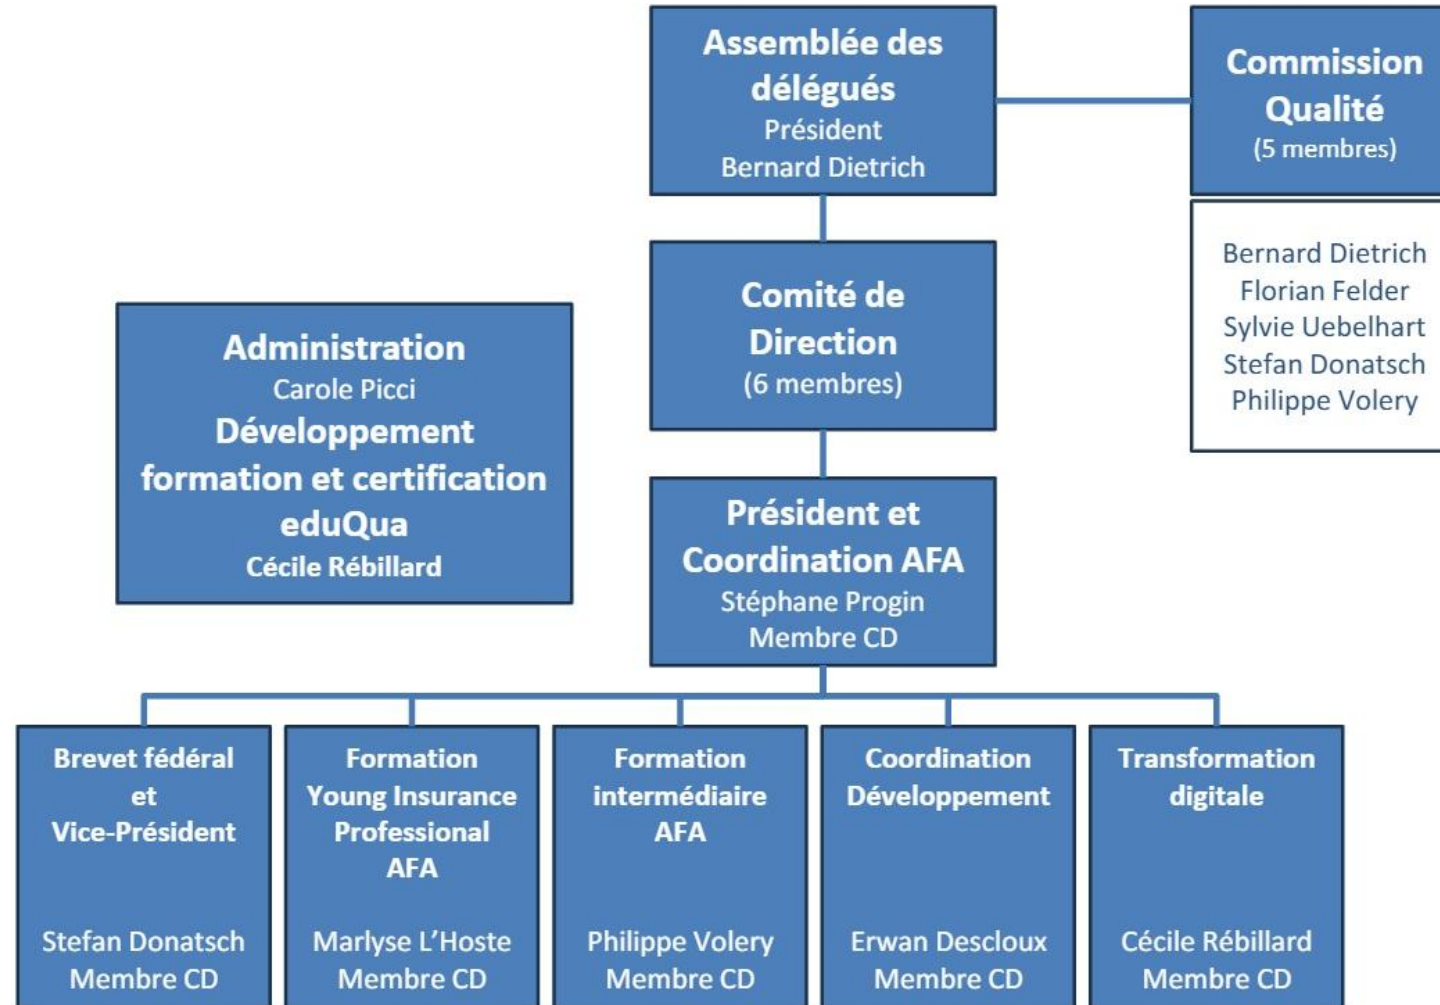 Assemblée des
délégués
Président
Bernard Dietrich
Commission
Qualité
(5 membres)
Bernard Dietrich
Florian Felder
Sylvie Uebelhart
Stefan Donatsch
Philippe Volery
Comité de
Direction
(6 membres)
Administration
Carole Picci
Développement
formation et certification
eduQua
Cécile Rébillard
Président et
Coordination AFA
Stéphane Progin
Membre CD
Brevet fédéral
et
Vice-Président
Stefan Donatsch
Membre CD
Formation
Young Insurance
Professional
AFA
Marlyse L’Hoste
Membre CD
Formation
intermédiaire
AFA
Philippe Volery
Membre CD
Coordination
Développement
Erwan Descloux
Membre CD
Transformation
digitale
Cécile Rébillard
Membre CD